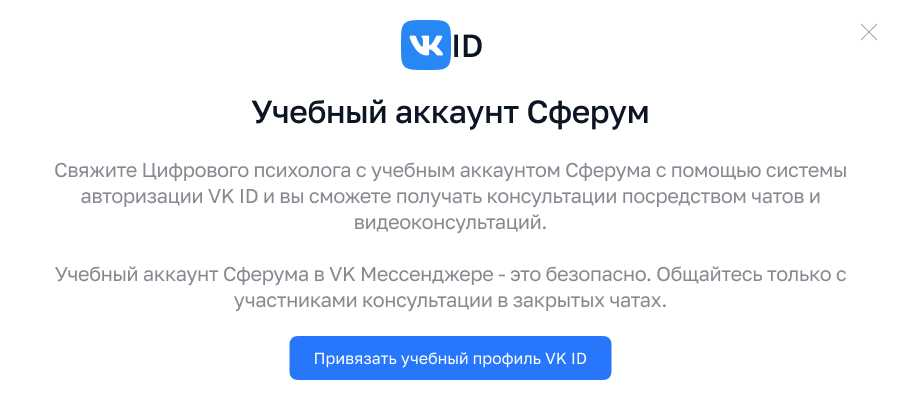 VK ID
Учебный аккаунт Сферум
Свяжите Цифрового психолога с учебным аккаунтом Сферума с помощью системы
авторизации VK ID и вы сможете получать консультации посредством чатов и
видеоконсультаций.
Учебный аккаунт Сферума в VK Мессенджере - это безопасно. Общайтесь только с
участниками консультации в закрытых чатах.
Привязать учебный профиль VK ID